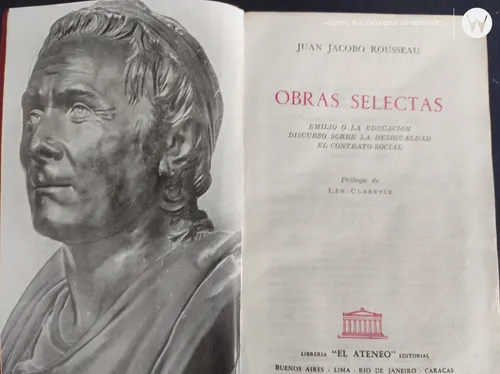 JUAN JACOBO ROUSSEAU
OBRAS SELECTAS
EMILIO O LA EDUCACION
DISCURSO SOBRE LA DESIGUALDAD
EL CONTRATO SOCIAL
Prólogo de
LEO CLARETIE
LIBRERIA "EL ATENEO" EDITORIAL
BUENOS AIRES - LIMA - RIO DE JANEIRO - CARACAS